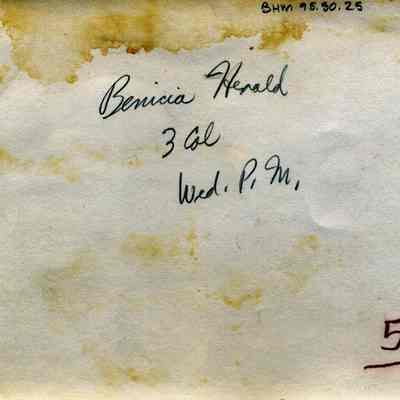 BHM 95.30.25
Benicia Herald
3 Col
Wed. P. M.
5